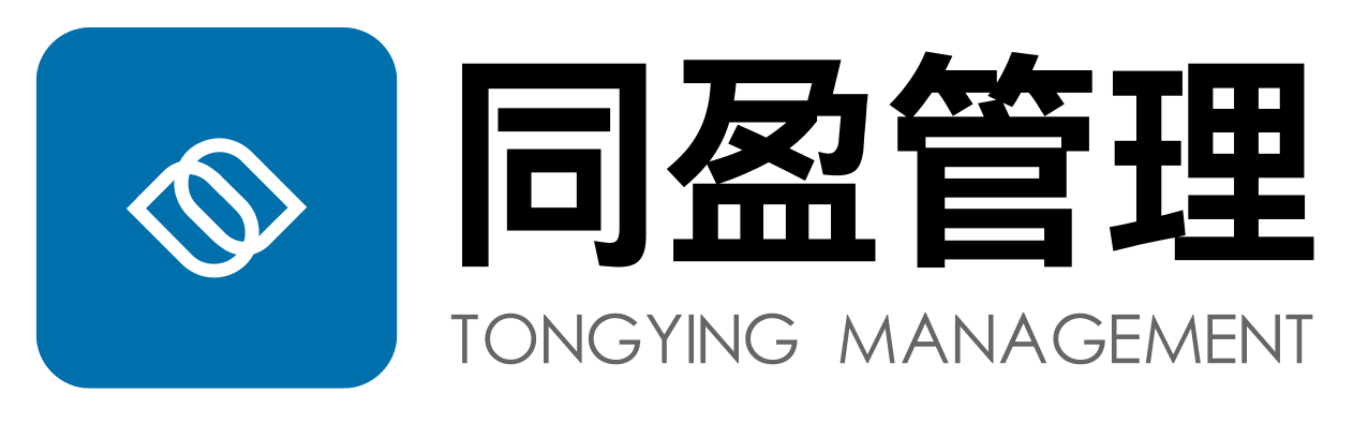 同盈管理
TONGYING MANAGEMENT